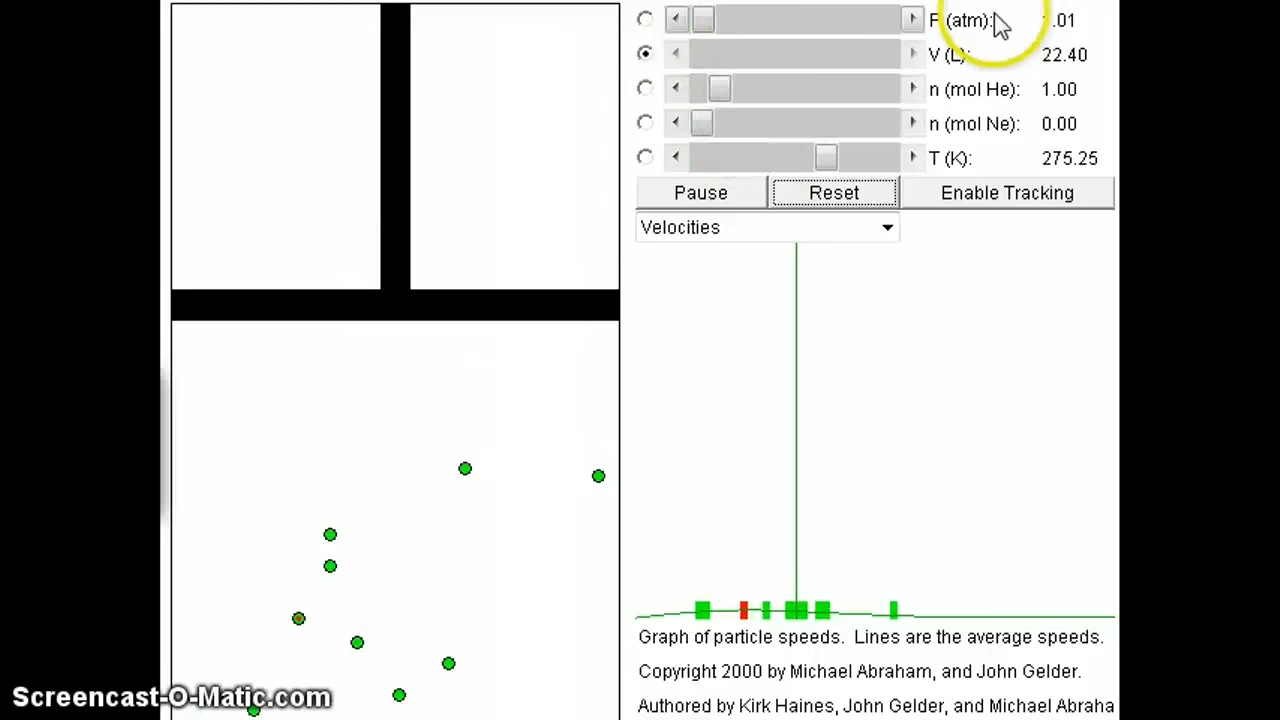 P (atm): 1.01
V (L): 22.40
n (mol He): 1.00
n (mol Ne): 0.00
T (K): 275.25
Pause Reset Enable Tracking
Velocities
Graph of particle speeds. Lines are the average speeds.
Copyright 2000 by Michael Abraham, and John Gelder.
Authored by Kirk Haines, John Gelder, and Michael Abraha
Screencast-O-Matic.com